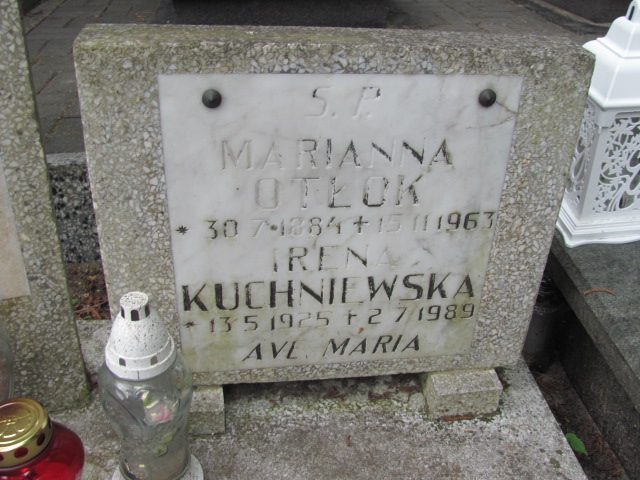 S. P.
MARIANNA
OTŁOK
* 30 7 1884 + 15 11 1963
IRENA
KUCHNIEWSKA
* 13 5 1925 + 2 7 1989
AVE MARIA